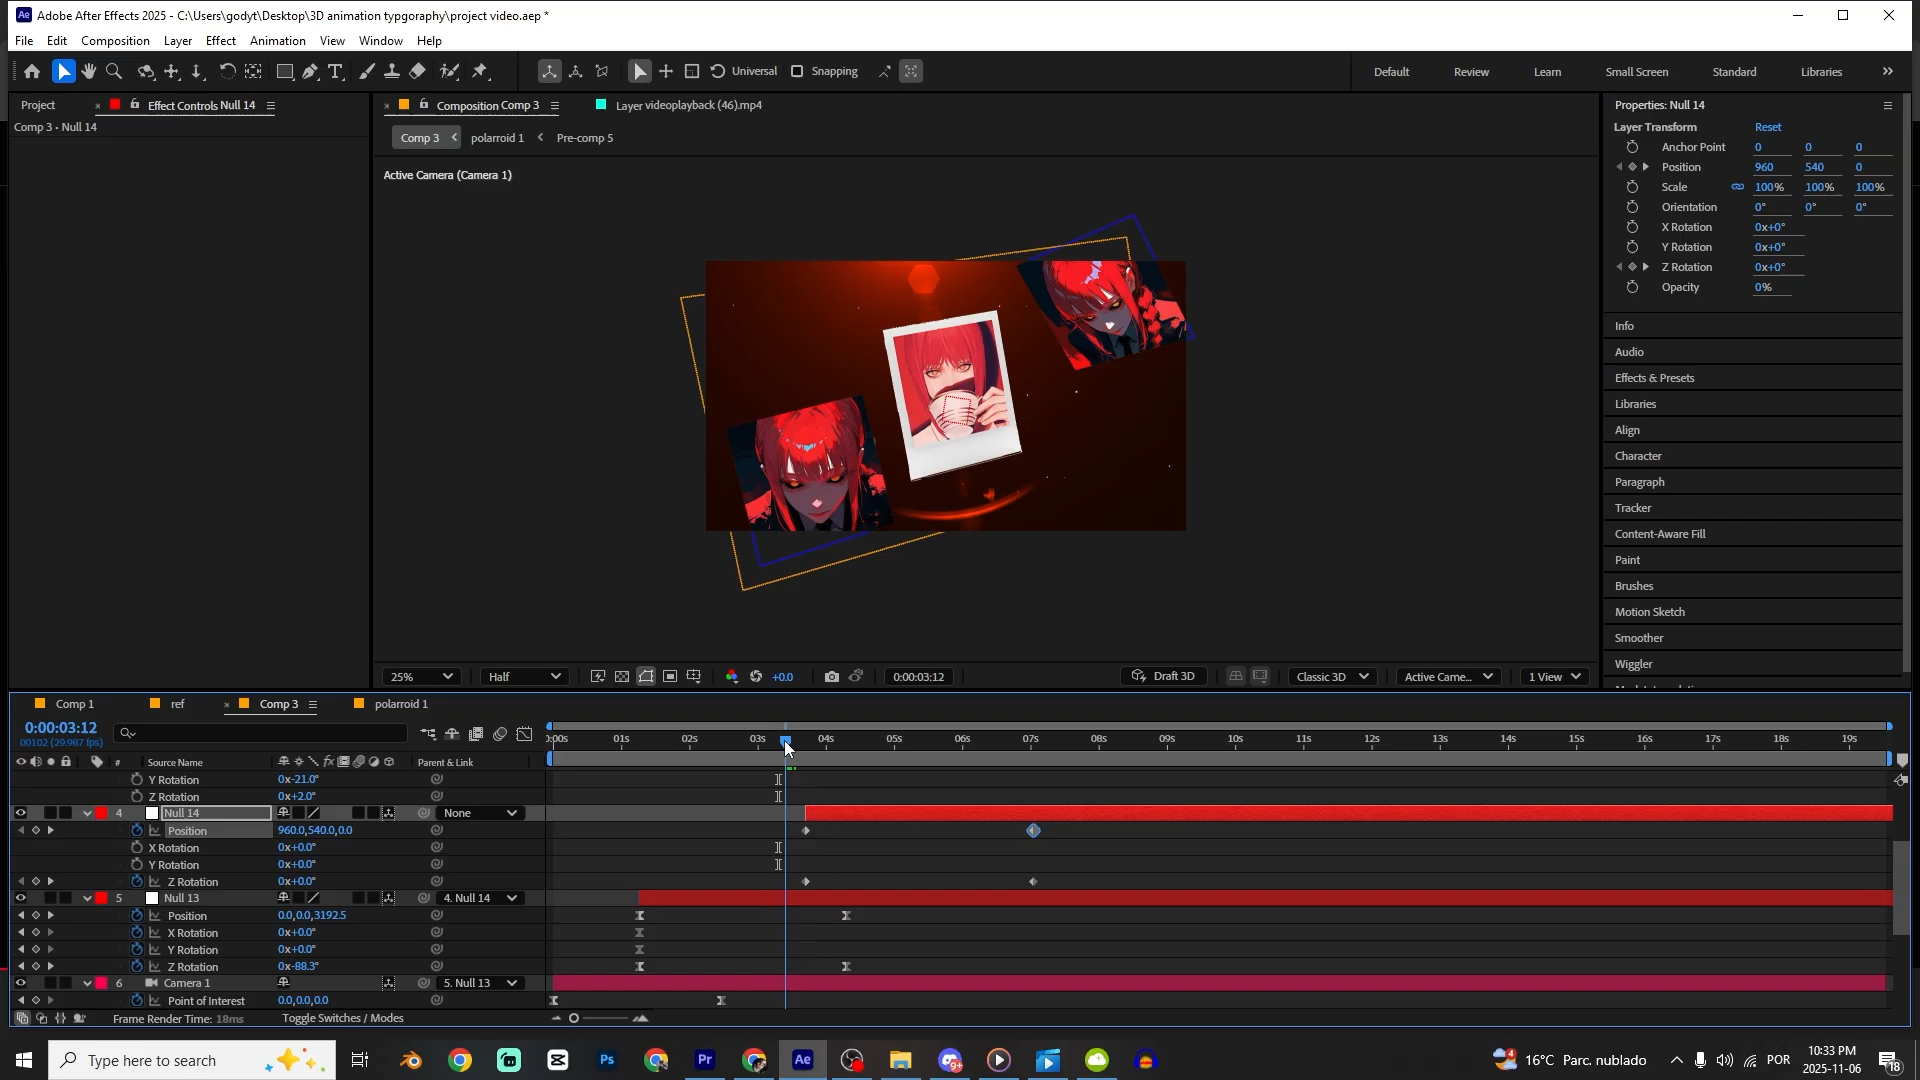 Adobe After Effects 2025 - C:\Users\godyt\Desktop\3D animation typgoraphy\project video.aep *
File Edit Composition Layer Effect Animation View Window Help
Universal Snapping Default Review Learn Small Screen Standard Libraries
Project Effect Controls Null 14
Comp 3 • Null 14
Composition Comp 3 Layer videoplayback (46).mp4
Comp 3 polarroid 1 Pre-comp 5
Active Camera (Camera 1)
Properties: Null 14
Layer Transform Reset
Anchor Point 0 0 0
Position 960 540 0
Scale 100% 100% 100%
Orientation 0° 0° 0°
X Rotation 0x+0°
Y Rotation 0x+0°
Z Rotation 0x+0°
Opacity 0%
Info
Audio
Effects & Presets
Libraries
Align
Character
Paragraph
Tracker
Content-Aware Fill
Paint
Brushes
Motion Sketch
Smoother
Wiggler
25% Half +0.0 0:00:03:12 Draft 3D Classic 3D Active Came... 1 View
Comp 1 ref Comp 3 polarroid 1
0:00:03:12
00102 (29.987 fps)
:00s 01s 02s 03s 04s 05s 06s 07s 08s 09s 10s 11s 12s 13s 14s 15s 16s 17s 18s 19s
# Source Name Parent & Link
Y Rotation 0x-21.0°
Z Rotation 0x+2.0°
4 Null 14 None
Position 960.0,540.0,0.0
X Rotation 0x+0.0°
Y Rotation 0x+0.0°
Z Rotation 0x+0.0°
5 Null 13 4. Null 14
Position 0.0,0.0,3192.5
X Rotation 0x+0.0°
Y Rotation 0x+0.0°
Z Rotation 0x-88.3°
6 Camera 1 5. Null 13
Point of Interest 0.0,0.0,0.0
Frame Render Time: 18ms Toggle Switches / Modes
Type here to search
Ps Pr Ae
16°C Parc. nublado POR
10:33 PM
2025-11-06
18